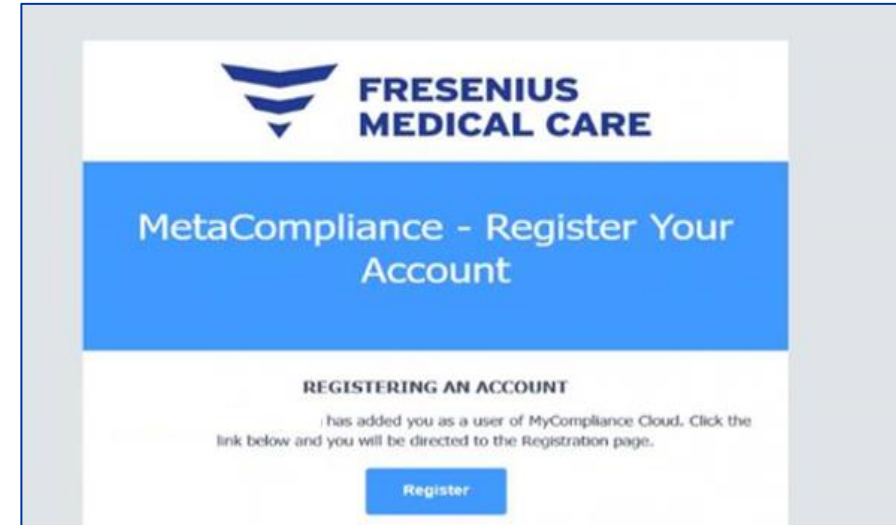 FRESENIUS
MEDICAL CARE
MetaCompliance - Register Your
Account
REGISTERING AN ACCOUNT
has added you as a user of MyCompliance Cloud. Click the
link below and you will be directed to the Registration page.
Register